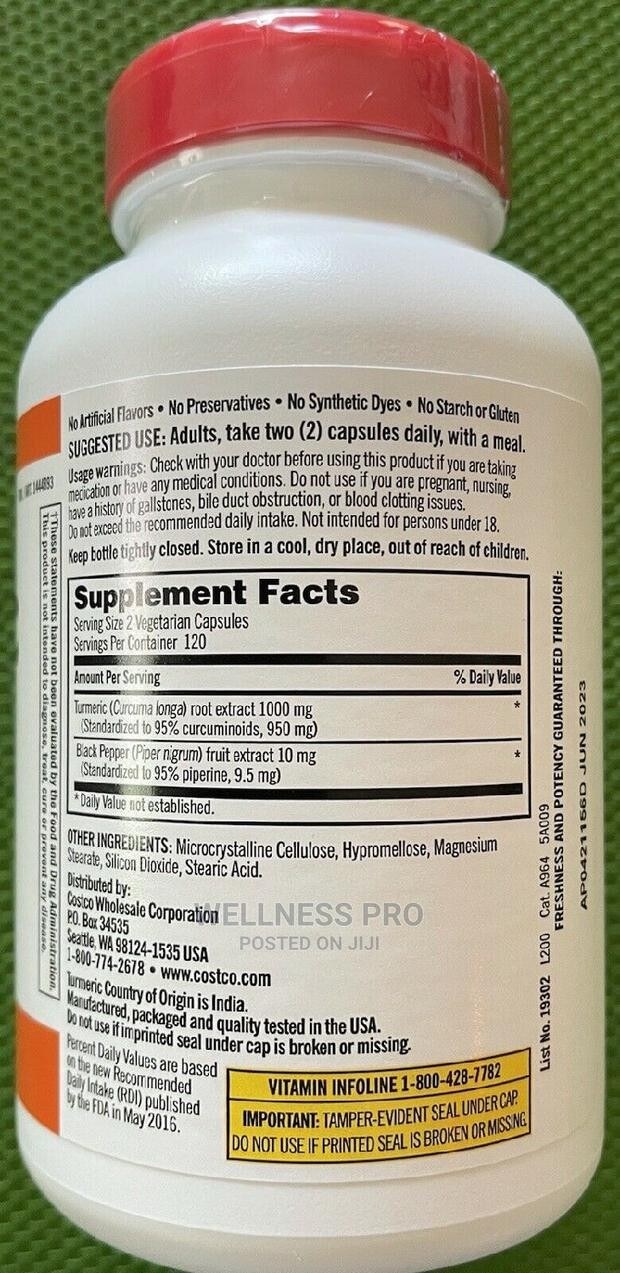 No Artificial Flavors • No Preservatives • No Synthetic Dyes • No Starch or Gluten
SUGGESTED USE: Adults, take two (2) capsules daily, with a meal.
Usage warnings: Check with your doctor before using this product if you are taking
medication or have any medical conditions. Do not use if you are pregnant, nursing,
have a history of gallstones, bile duct obstruction, or blood clotting issues.
Do not exceed the recommended daily intake. Not intended for persons under 18.
Keep bottle tightly closed. Store in a cool, dry place, out of reach of children.
Supplement Facts
Serving Size 2 Vegetarian Capsules
Servings Per Container 120
Amount Per Serving % Daily Value
Turmeric (Curcuma longa) root extract 1000 mg *
(Standardized to 95% curcuminoids, 950 mg)
Black Pepper (Piper nigrum) fruit extract 10 mg *
(Standardized to 95% piperine, 9.5 mg)
* Daily Value not established.
OTHER INGREDIENTS: Microcrystalline Cellulose, Hypromellose, Magnesium
Stearate, Silicon Dioxide, Stearic Acid.
Distributed by:
Costco Wholesale Corporation
P.O. Box 34535
Seattle, WA 98124-1535 USA
1-800-774-2678 • www.costco.com
Turmeric Country of Origin is India.
Manufactured, packaged and quality tested in the USA.
Do not use if imprinted seal under cap is broken or missing.
Percent Daily Values are based
on the new Recommended
Daily Intake (RDI) published
by the FDA in May 2016.
VITAMIN INFOLINE 1-800-428-7782
IMPORTANT: TAMPER-EVIDENT SEAL UNDER CAP.
DO NOT USE IF PRINTED SEAL IS BROKEN OR MISSING.
††These statements have not been evaluated by the Food and Drug Administration.
This product is not intended to diagnose, treat, cure or prevent any disease.
List No. 19302 L200 Cat. A964 5A009
FRESHNESS AND POTENCY GUARANTEED THROUGH:
AP0421156D JUN 2023
WELLNESS PRO
POSTED ON JIJI